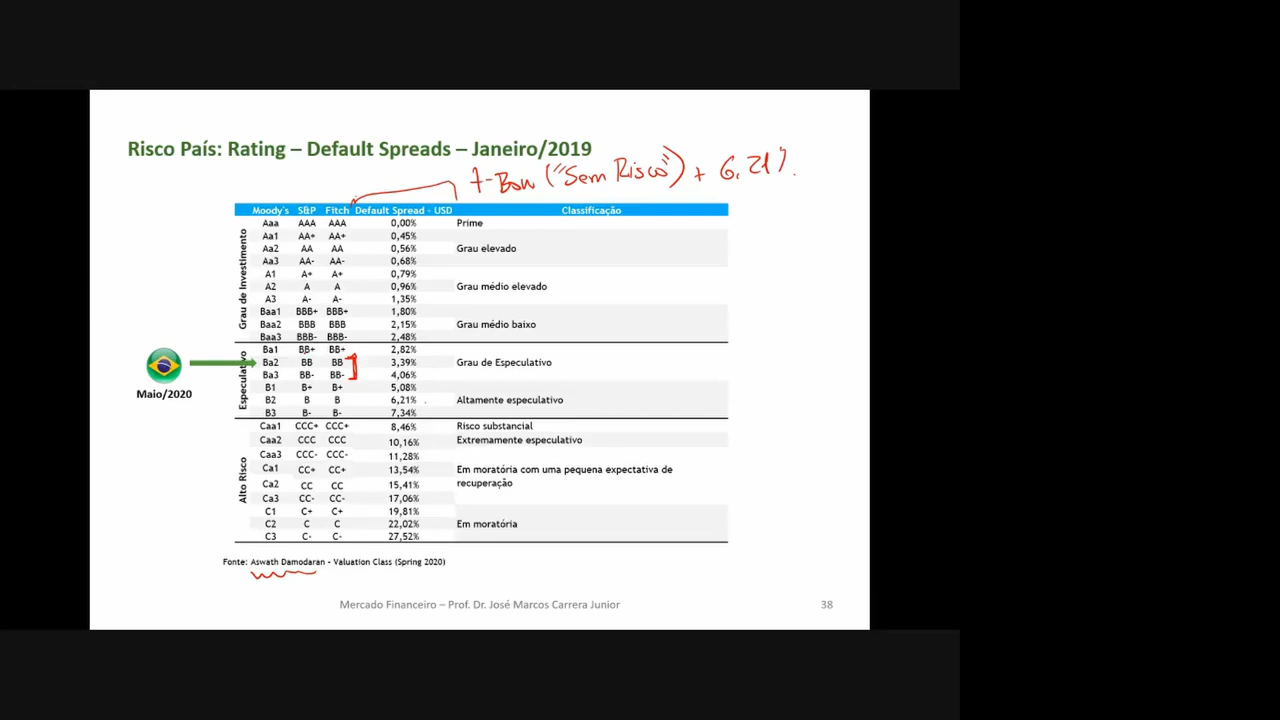 Risco País: Rating – Default Spreads – Janeiro/2019
T-Bon ("Sem Risco") + 6,21%.
Moody's S&P Fitch Default Spread - USD Classificação
Aaa AAA AAA 0,00% Prime
Aa1 AA+ AA+ 0,45%
Aa2 AA AA 0,56% Grau elevado
Aa3 AA- AA- 0,68%
A1 A+ A+ 0,79%
A2 A A 0,96% Grau médio elevado
A3 A- A- 1,35%
Baa1 BBB+ BBB+ 1,80%
Baa2 BBB BBB 2,15% Grau médio baixo
Baa3 BBB- BBB- 2,48%
Grau de Investimento
Ba1 BB+ BB+ 2,82%
Ba2 BB BB 3,39% Grau de Especulativo
Ba3 BB- BB- 4,06%
B1 B+ B+ 5,08%
B2 B B 6,21% Altamente especulativo
B3 B- B- 7,34%
Especulativo
Maio/2020
Caa1 CCC+ CCC+ 8,46% Risco substancial
Caa2 CCC CCC 10,16% Extremamente especulativo
Caa3 CCC- CCC- 11,28%
Ca1 CC+ CC+ 13,54% Em moratória com uma pequena expectativa de
Ca2 CC CC 15,41% recuperação
Ca3 CC- CC- 17,06%
C1 C+ C+ 19,81%
C2 C C 22,02% Em moratória
C3 C- C- 27,52%
Alto Risco
Fonte: Aswath Damodaran - Valuation Class (Spring 2020)
Mercado Financeiro – Prof. Dr. José Marcos Carrera Junior 38